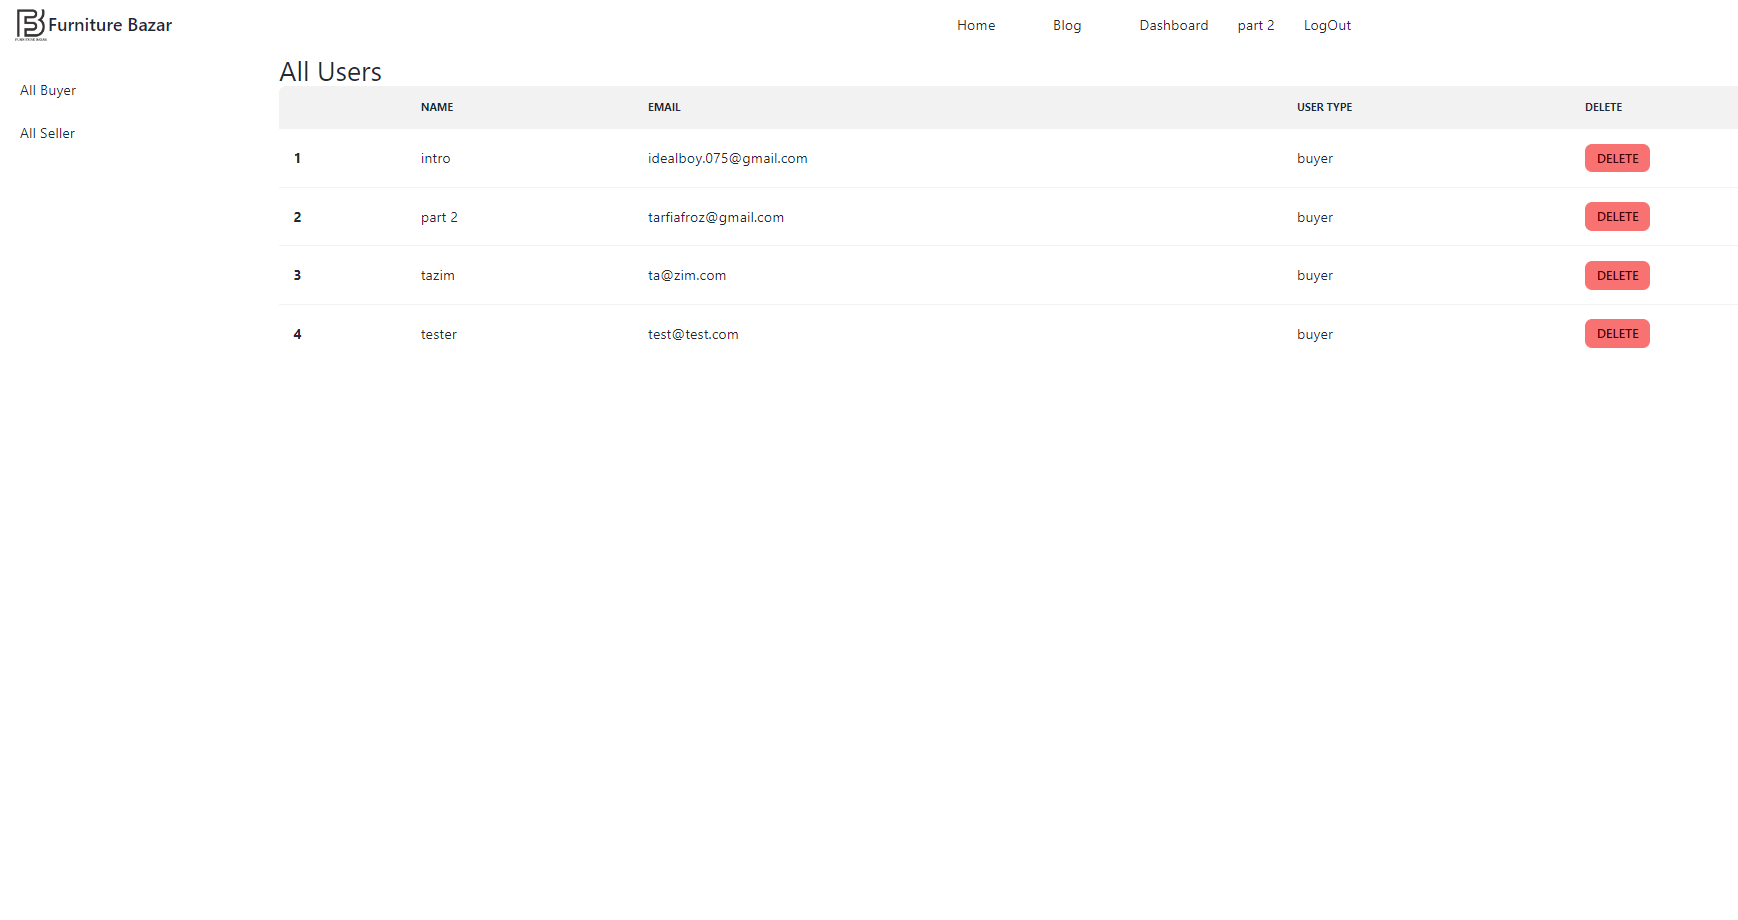 Furniture Bazar Home Blog Dashboard part 2 LogOut
All Buyer
All Seller
All Users
NAME EMAIL USER TYPE DELETE
1 intro idealboy.075@gmail.com buyer DELETE
2 part 2 tarfiafroz@gmail.com buyer DELETE
3 tazim ta@zim.com buyer DELETE
4 tester test@test.com buyer DELETE